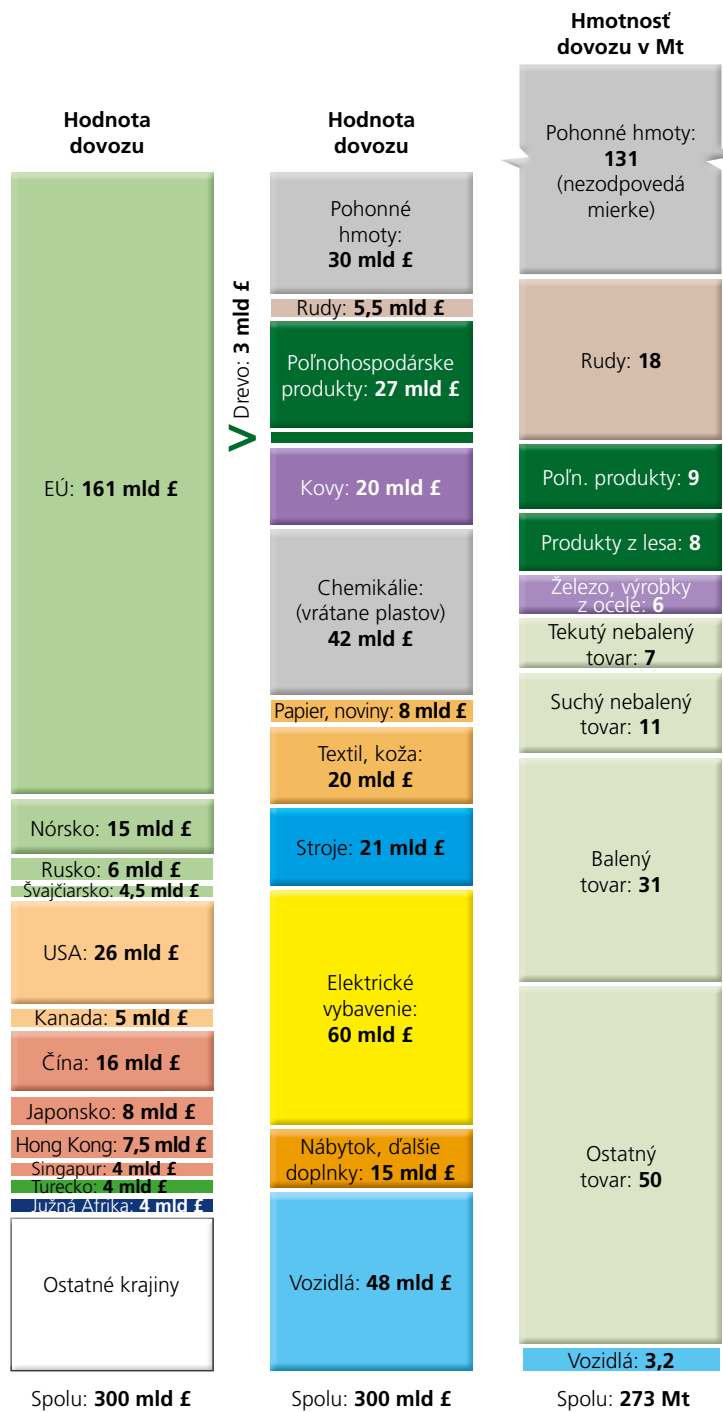 Hodnota
dovozu
EÚ: 161 mld £
Nórsko: 15 mld £
Rusko: 6 mld £
Švajčiarsko: 4,5 mld £
USA: 26 mld £
Kanada: 5 mld £
Čína: 16 mld £
Japonsko: 8 mld £
Hong Kong: 7,5 mld £
Singapur: 4 mld £
Turecko: 4 mld £
Južná Afrika: 4 mld £
Ostatné krajiny
Spolu: 300 mld £
Hodnota
dovozu
Pohonné
hmoty:
30 mld £
Rudy: 5,5 mld £
Poľnohospodárske
produkty: 27 mld £
Drevo: 3 mld £
Kovy: 20 mld £
Chemikálie:
(vrátane plastov)
42 mld £
Papier, noviny: 8 mld £
Textil, koža:
20 mld £
Stroje: 21 mld £
Elektrické
vybavenie:
60 mld £
Nábytok, ďalšie
doplnky: 15 mld £
Vozidlá: 48 mld £
Spolu: 300 mld £
Hmotnosť
dovozu v Mt
Pohonné hmoty:
131
(nezodpovedá
mierke)
Rudy: 18
Poľn. produkty: 9
Produkty z lesa: 8
Železo, výrobky
z ocele: 6
Tekutý nebalený
tovar: 7
Suchý nebalený
tovar: 11
Balený
tovar: 31
Ostatný
tovar: 50
Vozidlá: 3,2
Spolu: 273 Mt